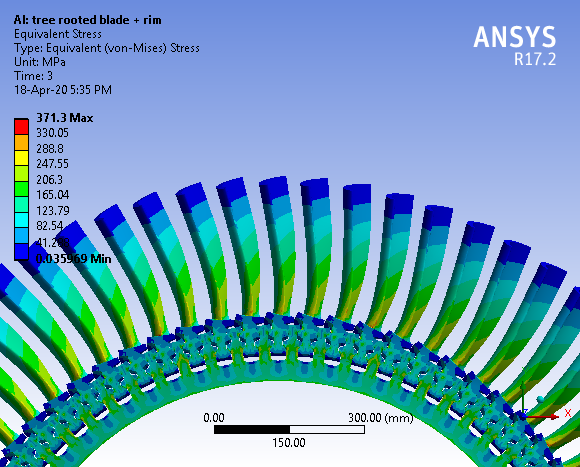 AI: tree rooted blade + rim
Equivalent Stress
Type: Equivalent (von-Mises) Stress
Unit: MPa
Time: 3
18-Apr-20 5:35 PM
ANSYS
R17.2
371.3 Max
330.05
288.8
247.55
206.3
165.04
123.79
82.54
0.035969 Min
0.00
300.00 (mm)
150.00
X